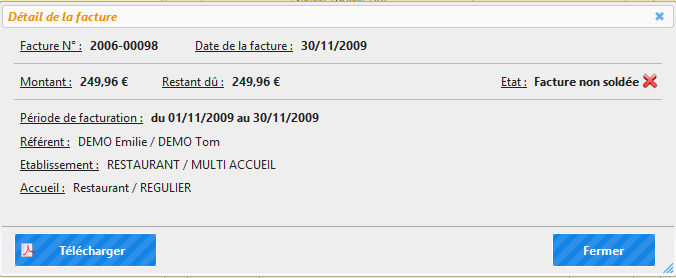 Détail de la facture
Facture N° : 2006-00098 Date de la facture : 30/11/2009
Montant : 249,96 € Restant dû : 249,96 € Etat : Facture non soldée
Période de facturation : du 01/11/2009 au 30/11/2009
Référent : DEMO Emilie / DEMO Tom
Etablissement : RESTAURANT / MULTI ACCUEIL
Accueil : Restaurant / REGULIER
Télécharger Fermer